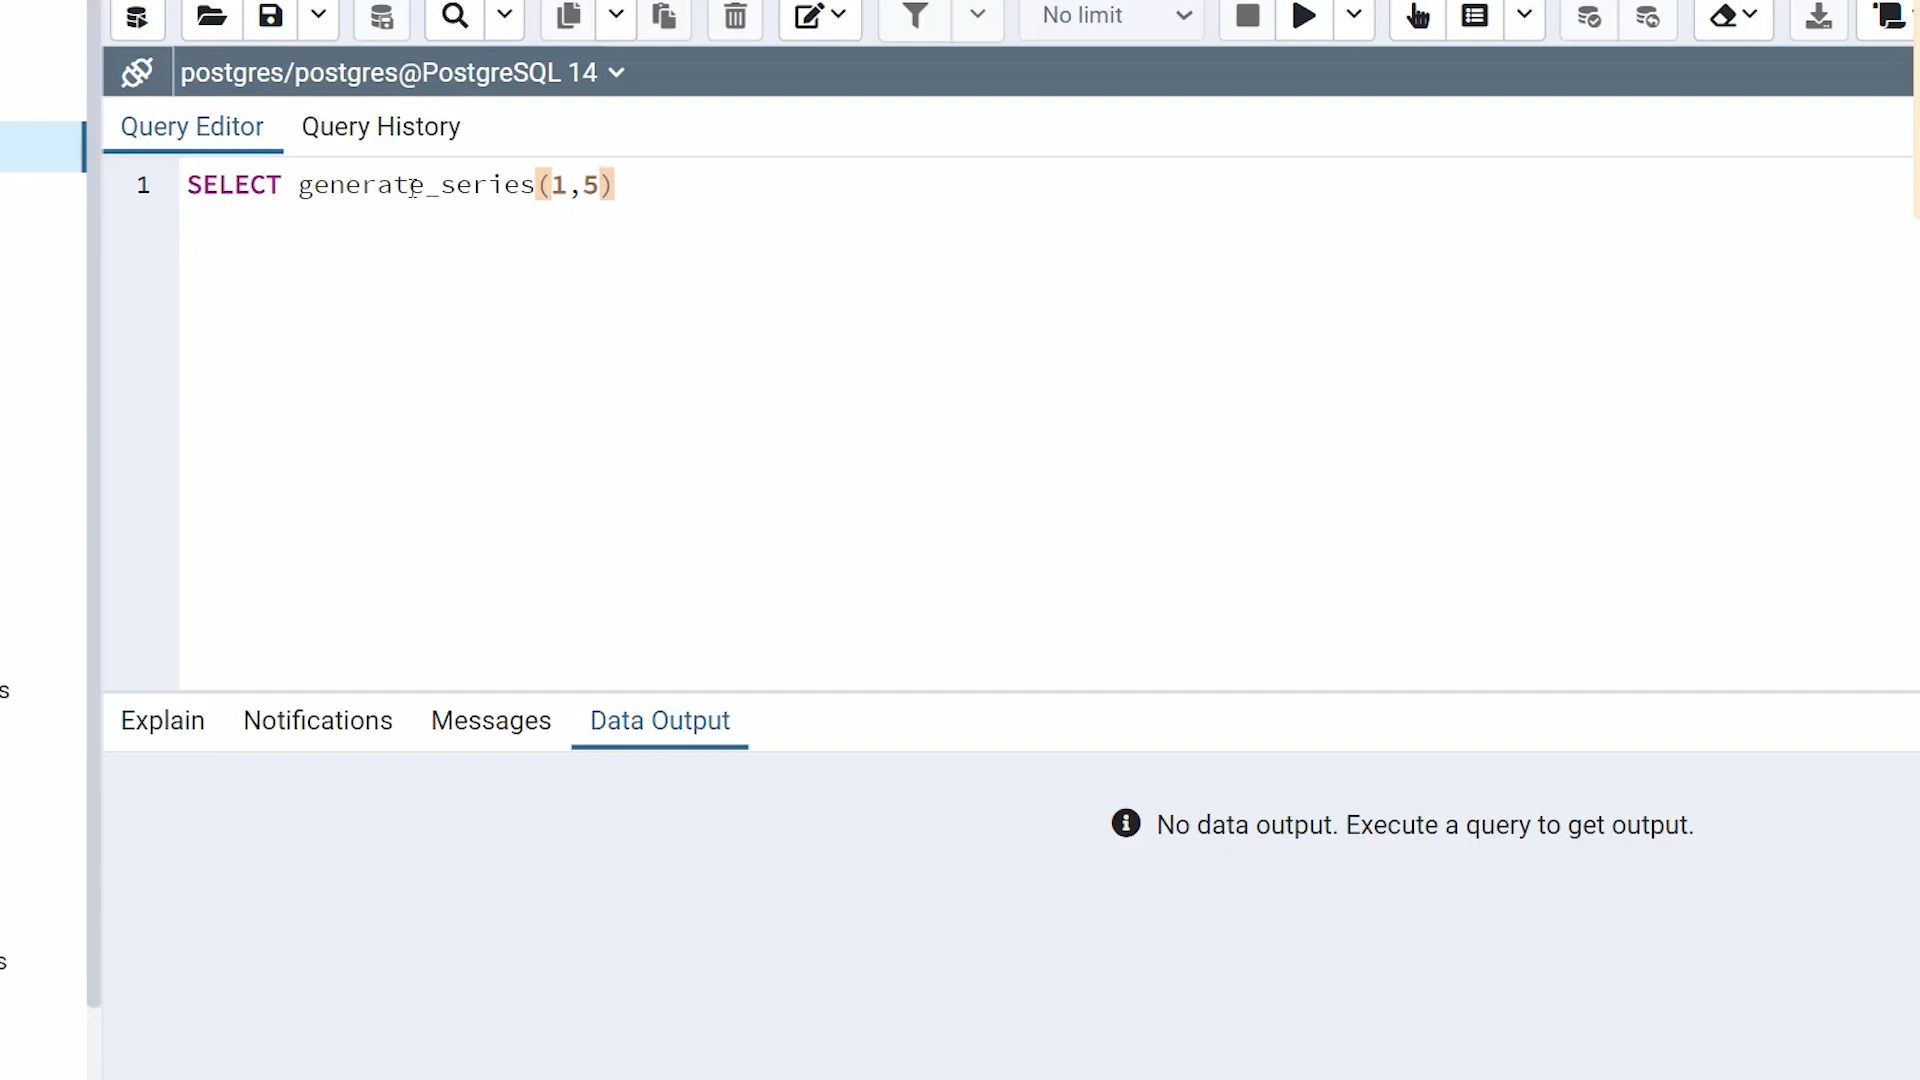 No limit
postgres/postgres@PostgreSQL 14
Query Editor Query History
1 SELECT generate_series(1,5)
s
Explain Notifications Messages Data Output
No data output. Execute a query to get output.
s